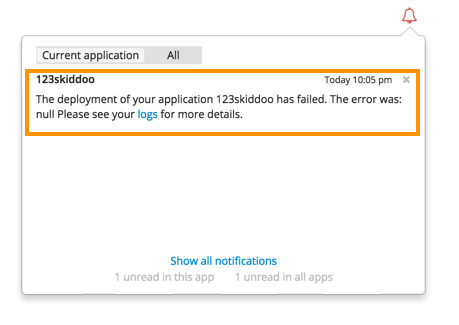 Current application All
123skiddoo Today 10:05 pm
The deployment of your application 123skiddoo has failed. The error was:
null Please see your logs for more details.
Show all notifications
1 unread in this app 1 unread in all apps